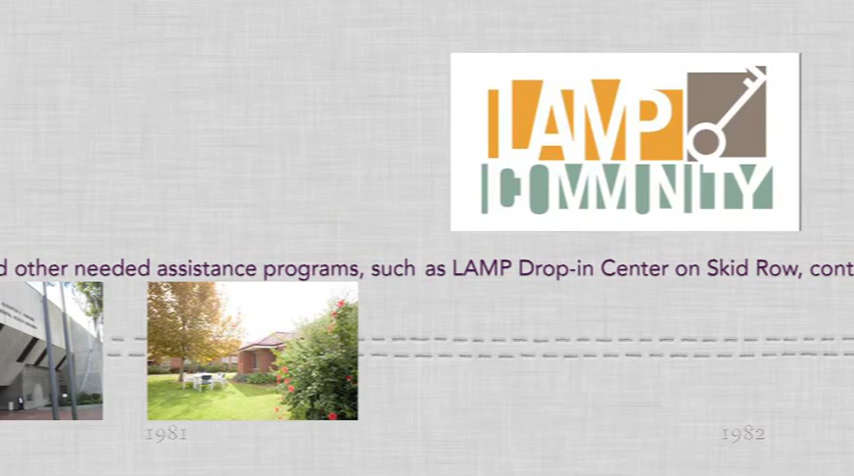 LAMP
COMMUNITY
d other needed assistance programs, such as LAMP Drop-in Center on Skid Row, cont
1981
1982